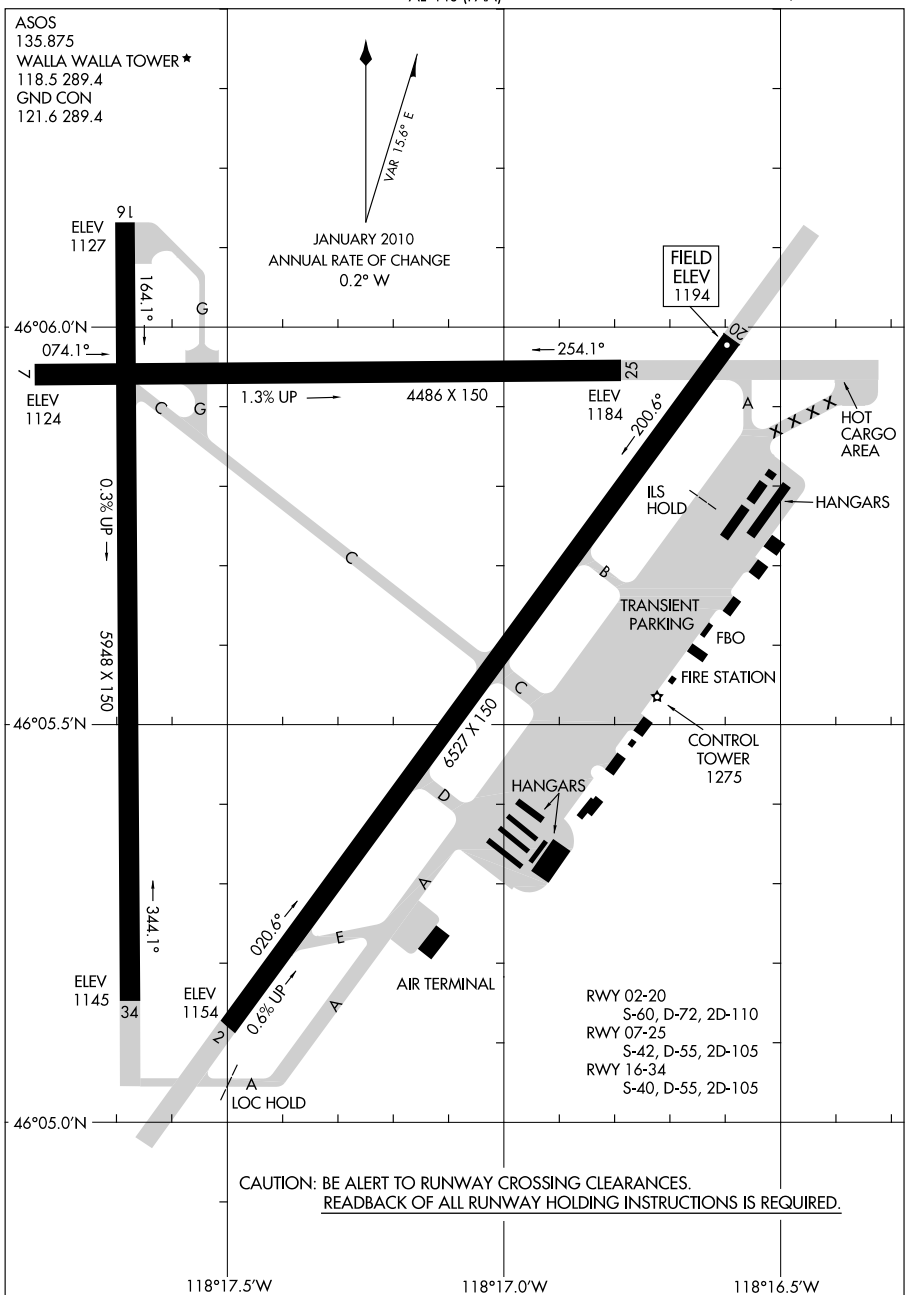 ASOS
135.875
WALLA WALLA TOWER★
118.5 289.4
GND CON
121.6 289.4
VAR 15.6° E
JANUARY 2010
ANNUAL RATE OF CHANGE
0.2° W
16
ELEV
1127
164.1°
G
FIELD
ELEV
1194
20
46°06.0'N
074.1°
254.1°
7
25
ELEV
1124
C
G
1.3% UP
4486 X 150
ELEV
1184
A
X X X X
HOT
CARGO
AREA
200.6°
0.3% UP
ILS
HOLD
HANGARS
C
B
TRANSIENT
PARKING
FBO
5948 X 150
FIRE STATION
C
46°05.5'N
6527 X 150
CONTROL
TOWER
1275
D
HANGARS
A
344.1°
020.6°
E
AIR TERMINAL
ELEV
1145
34
ELEV
1154
2
0.6% UP
A
RWY 02-20
S-60, D-72, 2D-110
RWY 07-25
S-42, D-55, 2D-105
RWY 16-34
S-40, D-55, 2D-105
A
LOC HOLD
46°05.0'N
CAUTION: BE ALERT TO RUNWAY CROSSING CLEARANCES.
READBACK OF ALL RUNWAY HOLDING INSTRUCTIONS IS REQUIRED.
118°17.5'W
118°17.0'W
118°16.5'W